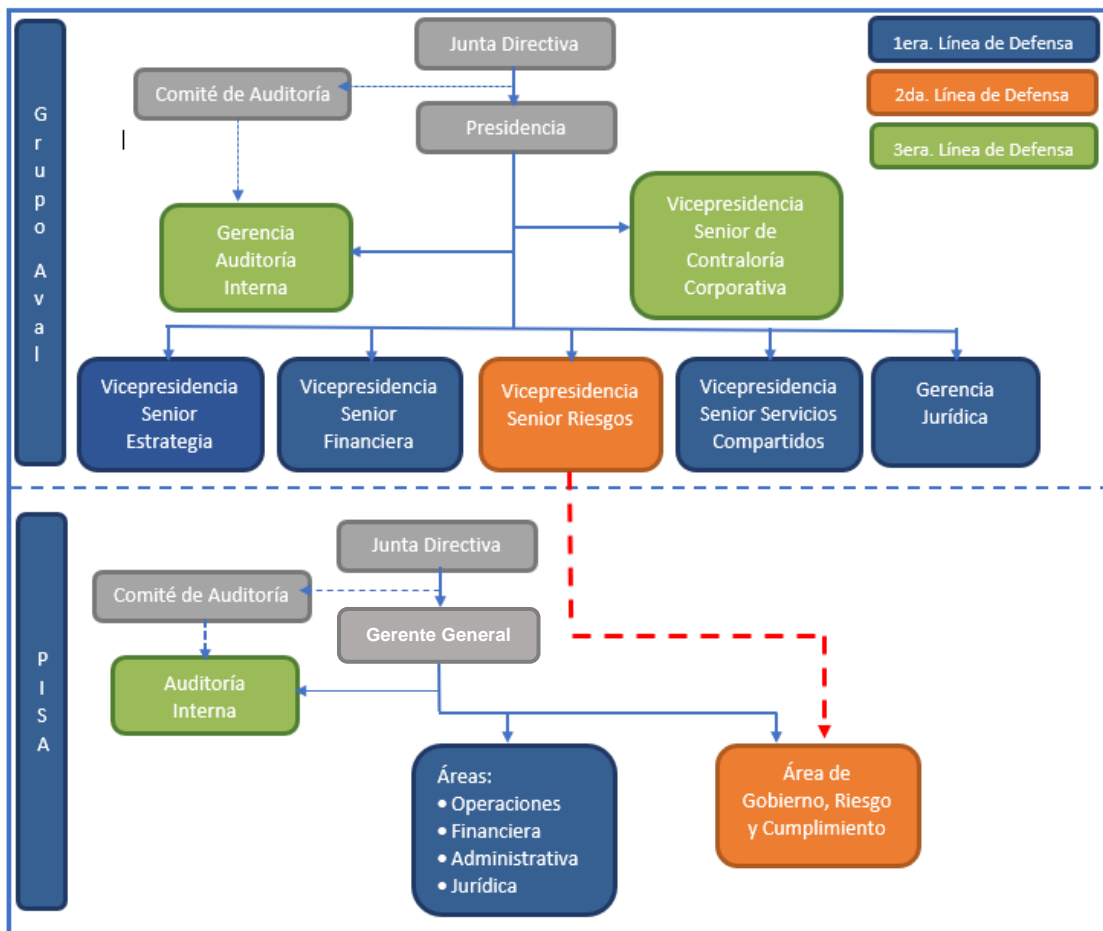 Grupo Aval
Junta Directiva
1era. Línea de Defensa
Comité de Auditoría
2da. Línea de Defensa
Presidencia
3era. Línea de Defensa
Gerencia
Auditoría
Interna
Vicepresidencia
Senior de
Contraloría
Corporativa
Vicepresidencia
Senior
Estrategia
Vicepresidencia
Senior
Financiera
Vicepresidencia
Senior Riesgos
Vicepresidencia
Senior Servicios
Compartidos
Gerencia
Jurídica
PISA
Junta Directiva
Comité de Auditoría
Gerente General
Auditoría
Interna
Áreas:
• Operaciones
• Financiera
• Administrativa
• Jurídica
Área de
Gobierno, Riesgo
y Cumplimiento